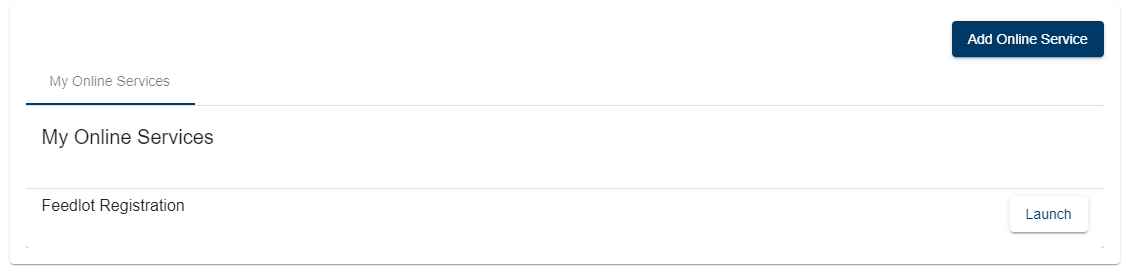 Add Online Service
My Online Services
My Online Services
Feedlot Registration
Launch